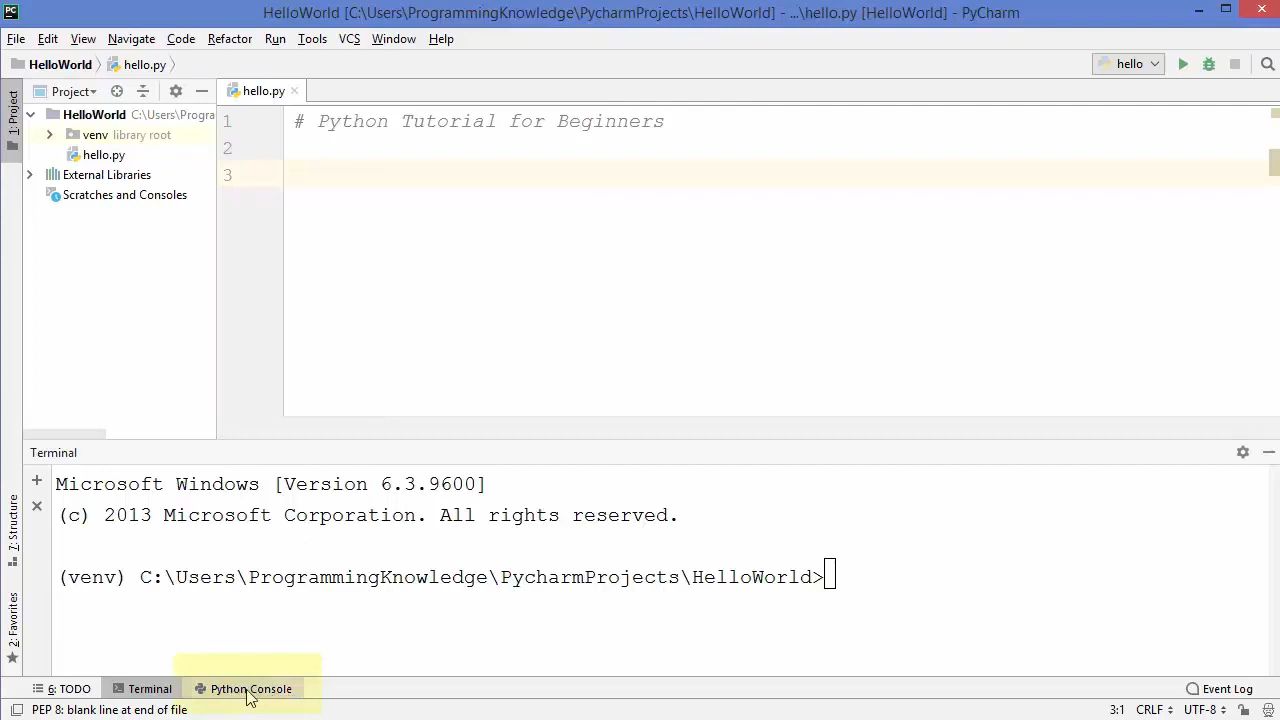 PC
HelloWorld [C:\Users\ProgrammingKnowledge\PycharmProjects\HelloWorld] - ...\hello.py [HelloWorld] - PyCharm
File Edit View Navigate Code Refactor Run Tools VCS Window Help
HelloWorld hello.py hello
1: Project
Project
hello.py
HelloWorld C:\Users\Progra
venv library root
hello.py
External Libraries
Scratches and Consoles
1 # Python Tutorial for Beginners
2
3
7: Structure
2: Favorites
Terminal
Microsoft Windows [Version 6.3.9600]
(c) 2013 Microsoft Corporation. All rights reserved.
(venv) C:\Users\ProgrammingKnowledge\PycharmProjects\HelloWorld>
6: TODO Terminal Python Console Event Log
PEP 8: blank line at end of file 3:1 CRLF UTF-8